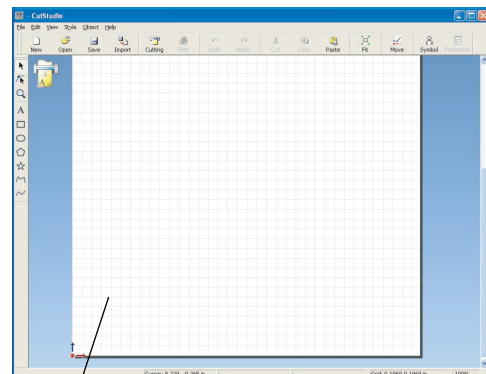 - CutStudio
File Edit View Style Object Help
New Open Save Import Cutting Print Undo Redo Cut Copy Paste Fit Move Symbol Properties
A
A
100%